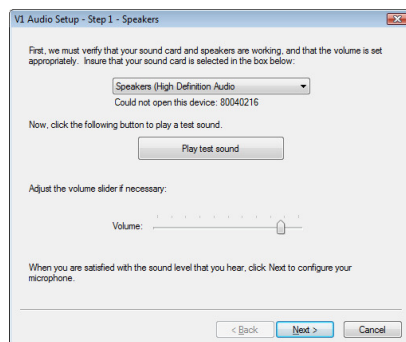 V1 Audio Setup - Step 1 - Speakers
First, we must verify that your sound card and speakers are working, and that the volume is set
appropriately. Insure that your sound card is selected in the box below:
Speakers (High Definition Audio
Could not open this device: 80040216
Now, click the following button to play a test sound.
Play test sound
Adjust the volume slider if necessary:
Volume:
When you are satisfied with the sound level that you hear, click Next to configure your
microphone.
< Back
Next >
Cancel